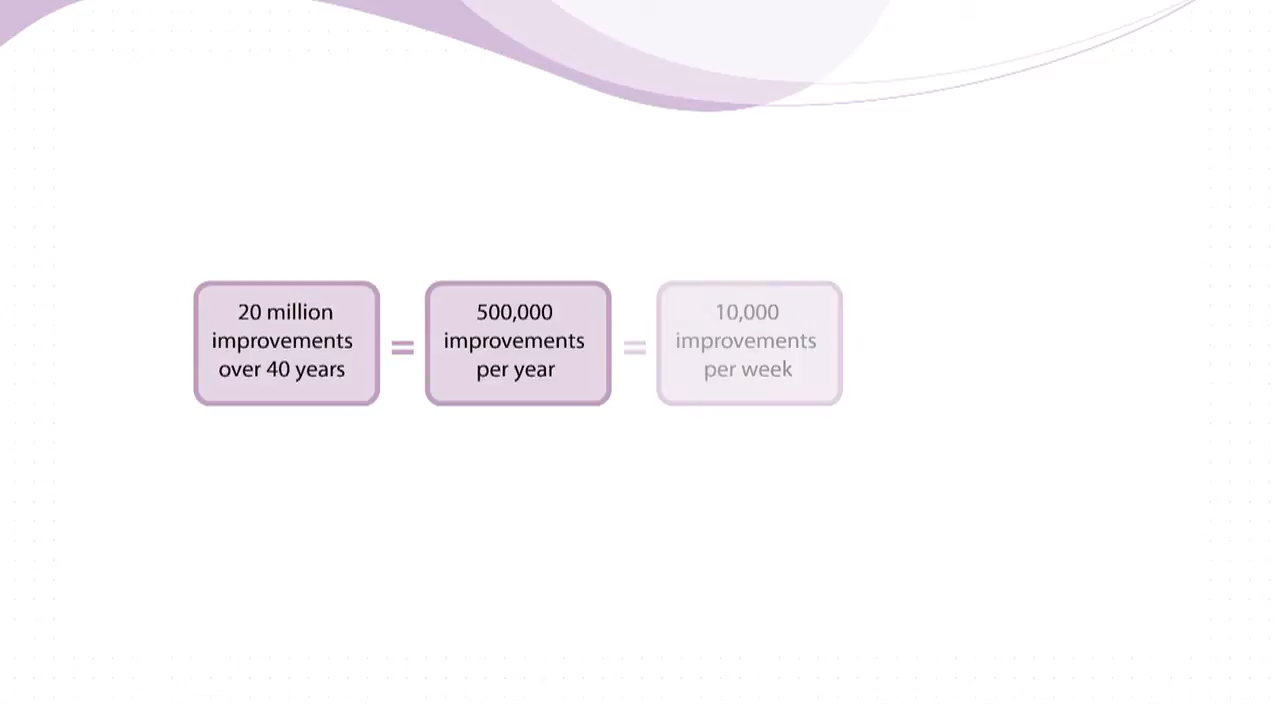 20 million
improvements
over 40 years
=
500,000
improvements
per year
=
10,000
improvements
per week